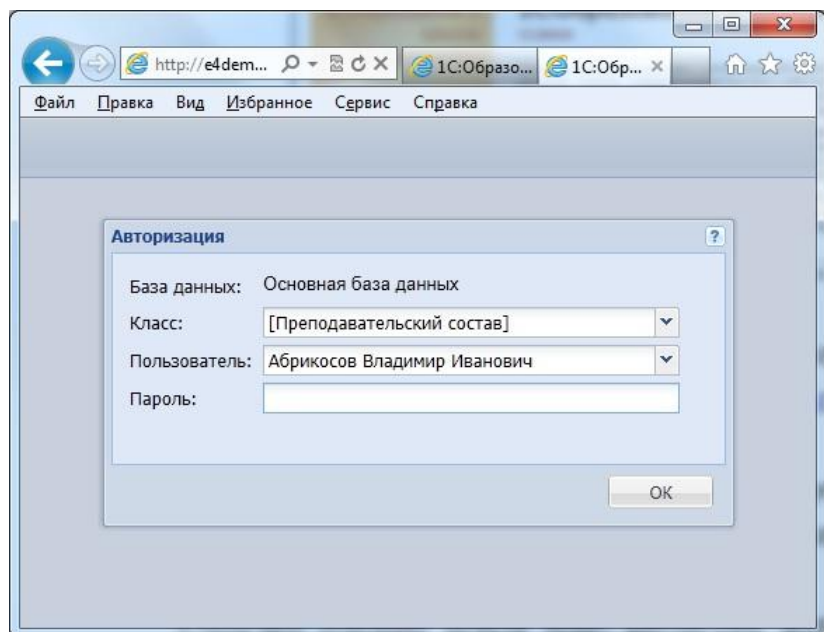 http://e4dem...
1С:Образо...
1С:Обр...
Файл Правка Вид Избранное Сервис Справка
Авторизация
?
База данных: Основная база данных
Класс: [Преподавательский состав]
Пользователь: Абрикосов Владимир Иванович
Пароль:
ОК